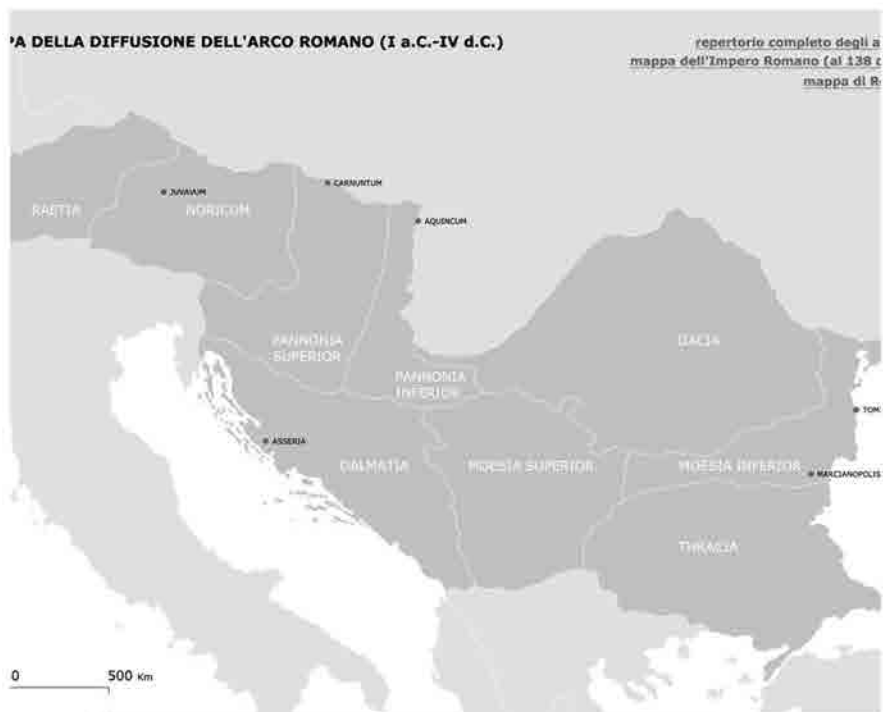 PA DELLA DIFFUSIONE DELL'ARCO ROMANO (I a.C.-IV d.C.)
repertorio completo degli a
mappa dell'Impero Romano (al 138 d
mappa di R
CARNUNTUM
JUVAVUM
RAETIA
NORICUM
AQUINCUM
PANNONIA
SUPERIOR
DACIA
PANNONIA
INFERIOR
TOM
ASSERIA
DALMATIA
MOESIA SUPERIOR
MOESIA INFERIOR
MARCIANOPOLIS
THRACIA
0 500 Km